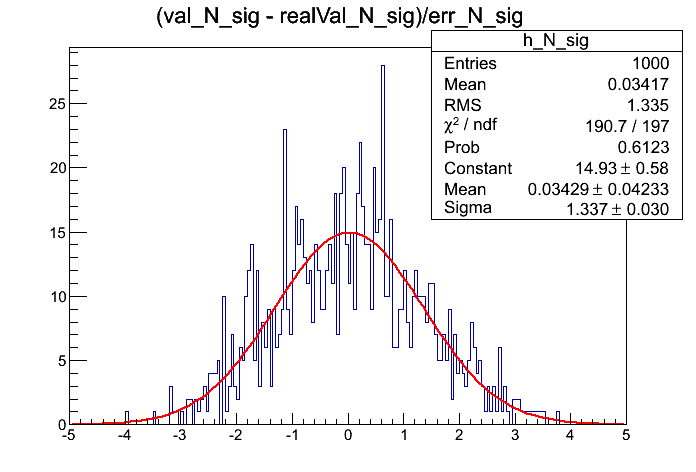 (val_N_sig - realVal_N_sig)/err_N_sig
h_N_sig
Entries 1000
Mean 0.03417
RMS 1.335
χ² / ndf 190.7 / 197
Prob 0.6123
Constant 14.93 ± 0.58
Mean 0.03429 ± 0.04233
Sigma 1.337 ± 0.030
25
20
15
10
5
0
-5 -4 -3 -2 -1 0 1 2 3 4 5